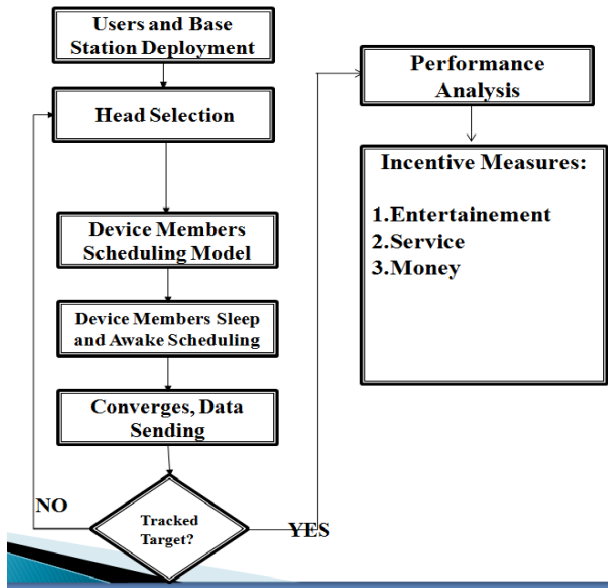 Users and Base
Station Deployment
Head Selection
Device Members
Scheduling Model
Device Members Sleep
and Awake Scheduling
Converges, Data
Sending
NO
Tracked
Target?
YES
Performance
Analysis
Incentive Measures:
1.Entertainement
2.Service
3.Money